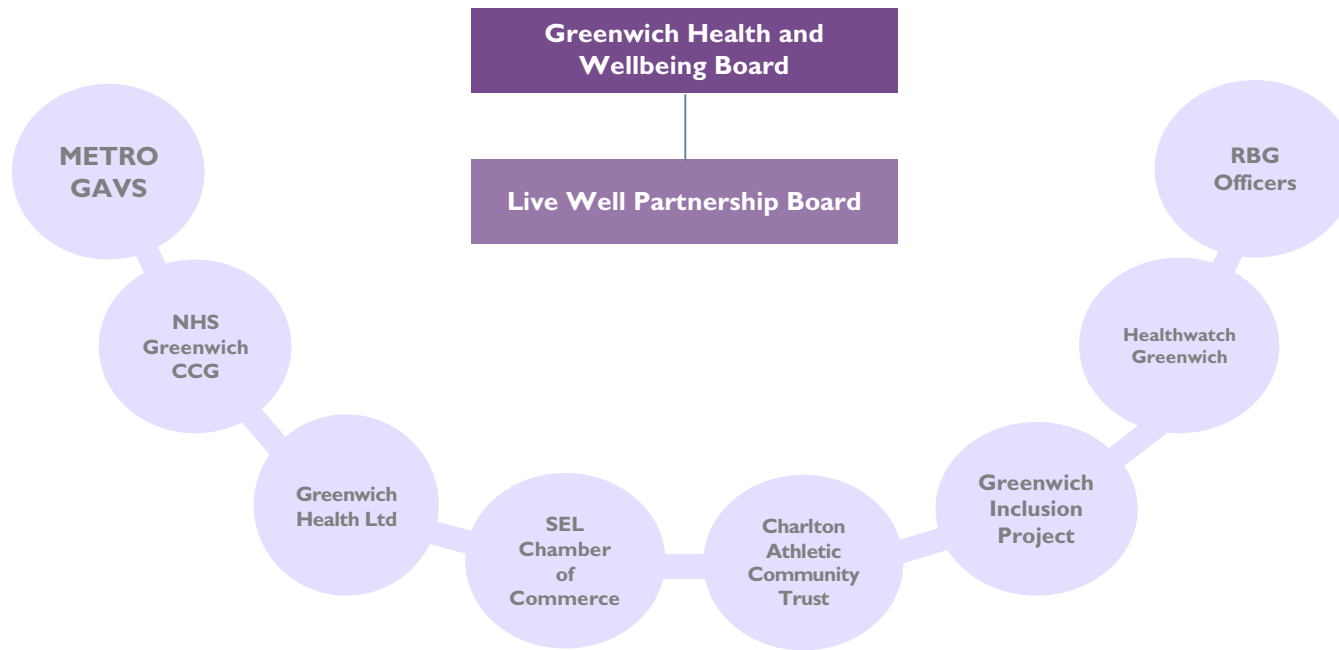 Greenwich Health and
Wellbeing Board
Live Well Partnership Board
METRO
GAVS
NHS
Greenwich
CCG
Greenwich
Health Ltd
SEL
Chamber
of
Commerce
Charlton
Athletic
Community
Trust
Greenwich
Inclusion
Project
Healthwatch
Greenwich
RBG
Officers